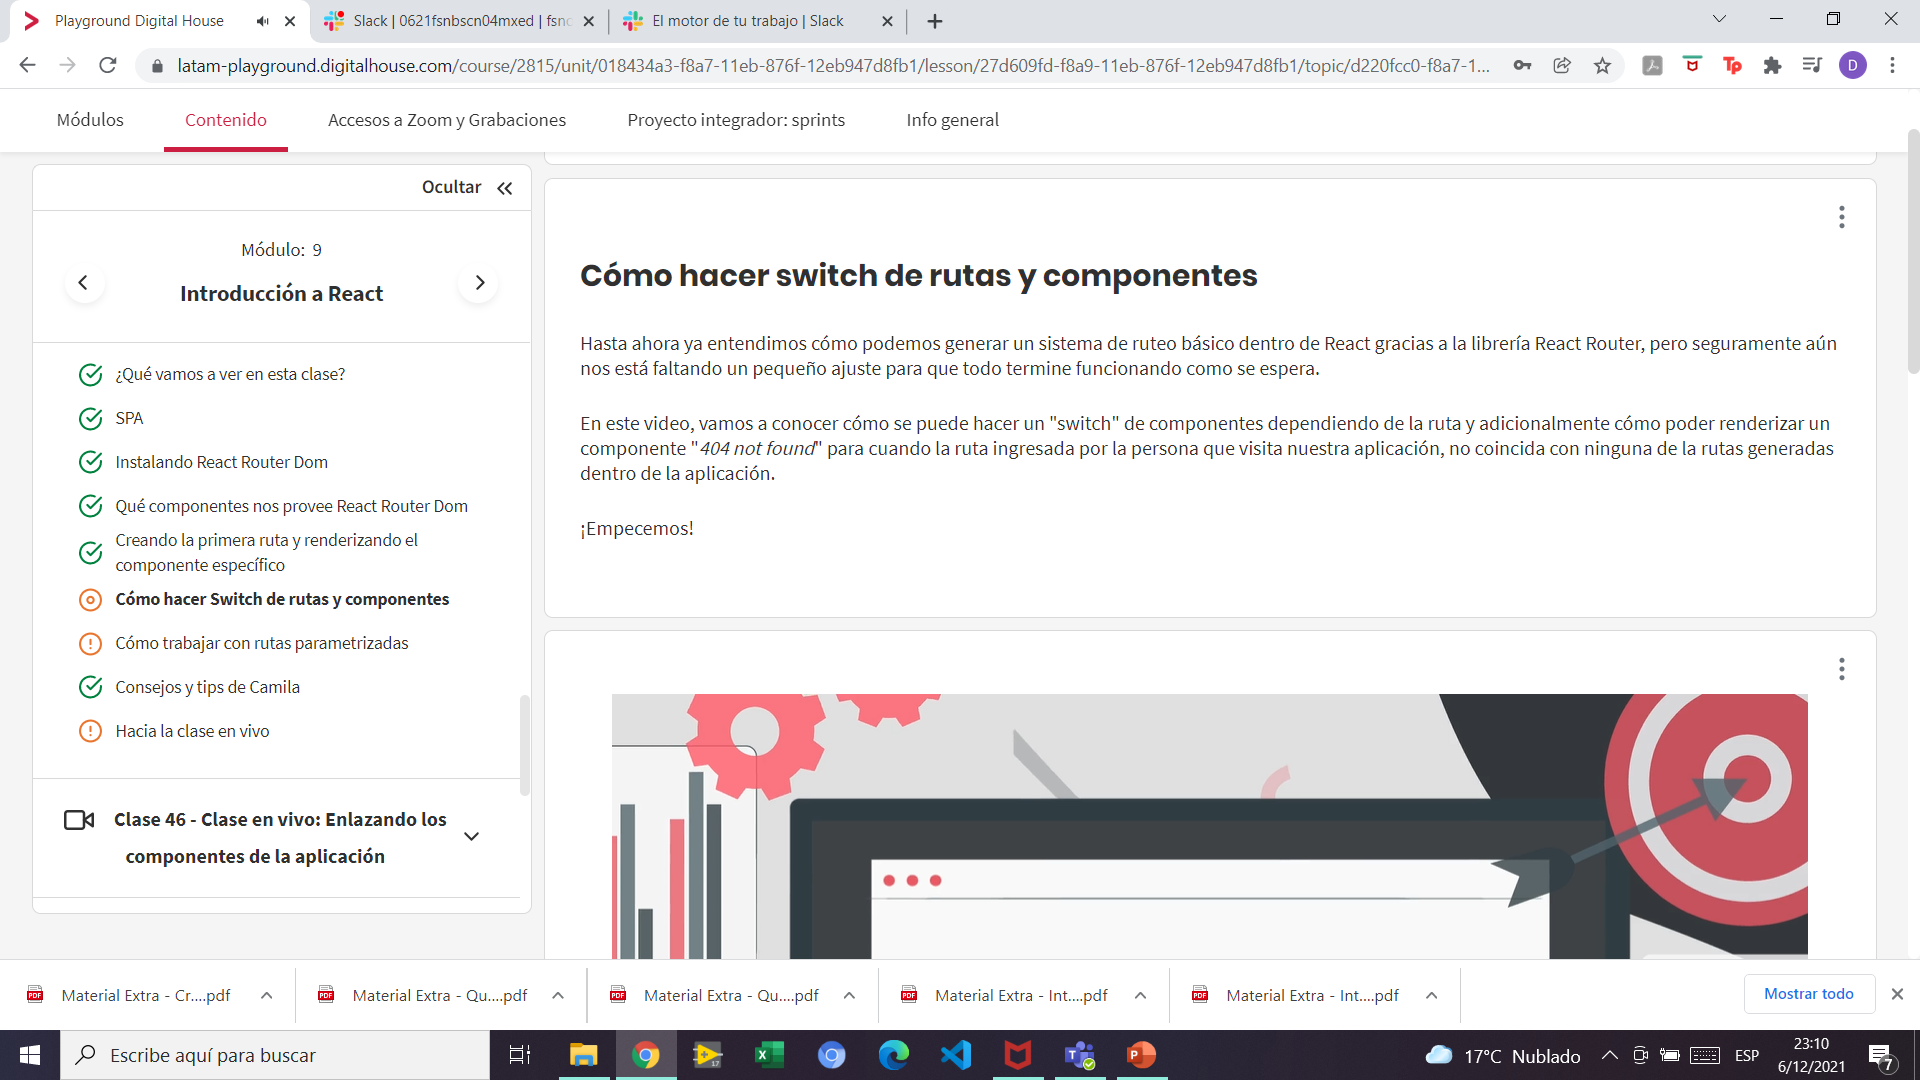 Playground Digital House
Slack | 0621fsnbscn04mxed | fsnc
El motor de tu trabajo | Slack
latam-playground.digitalhouse.com/course/2815/unit/018434a3-f8a7-11eb-876f-12eb947d8fb1/lesson/27d609fd-f8a9-11eb-876f-12eb947d8fb1/topic/d220fcc0-f8a7-1...
Tp
D
Módulos
Contenido
Accesos a Zoom y Grabaciones
Proyecto integrador: sprints
Info general
Ocultar
Módulo: 9
Introducción a React
¿Qué vamos a ver en esta clase?
SPA
Instalando React Router Dom
Qué componentes nos provee React Router Dom
Creando la primera ruta y renderizando el
componente específico
Cómo hacer Switch de rutas y componentes
Cómo trabajar con rutas parametrizadas
Consejos y tips de Camila
Hacia la clase en vivo
Clase 46 - Clase en vivo: Enlazando los
componentes de la aplicación
Cómo hacer switch de rutas y componentes
Hasta ahora ya entendimos cómo podemos generar un sistema de ruteo básico dentro de React gracias a la librería React Router, pero seguramente aún
nos está faltando un pequeño ajuste para que todo termine funcionando como se espera.
En este video, vamos a conocer cómo se puede hacer un "switch" de componentes dependiendo de la ruta y adicionalmente cómo poder renderizar un
componente "404 not found" para cuando la ruta ingresada por la persona que visita nuestra aplicación, no coincida con ninguna de la rutas generadas
dentro de la aplicación.
¡Empecemos!
PDF Material Extra - Cr....pdf
PDF Material Extra - Qu....pdf
PDF Material Extra - Qu....pdf
PDF Material Extra - Int....pdf
PDF Material Extra - Int....pdf
Mostrar todo
Escribe aquí para buscar
17°C Nublado
ESP
23:10
6/12/2021
7